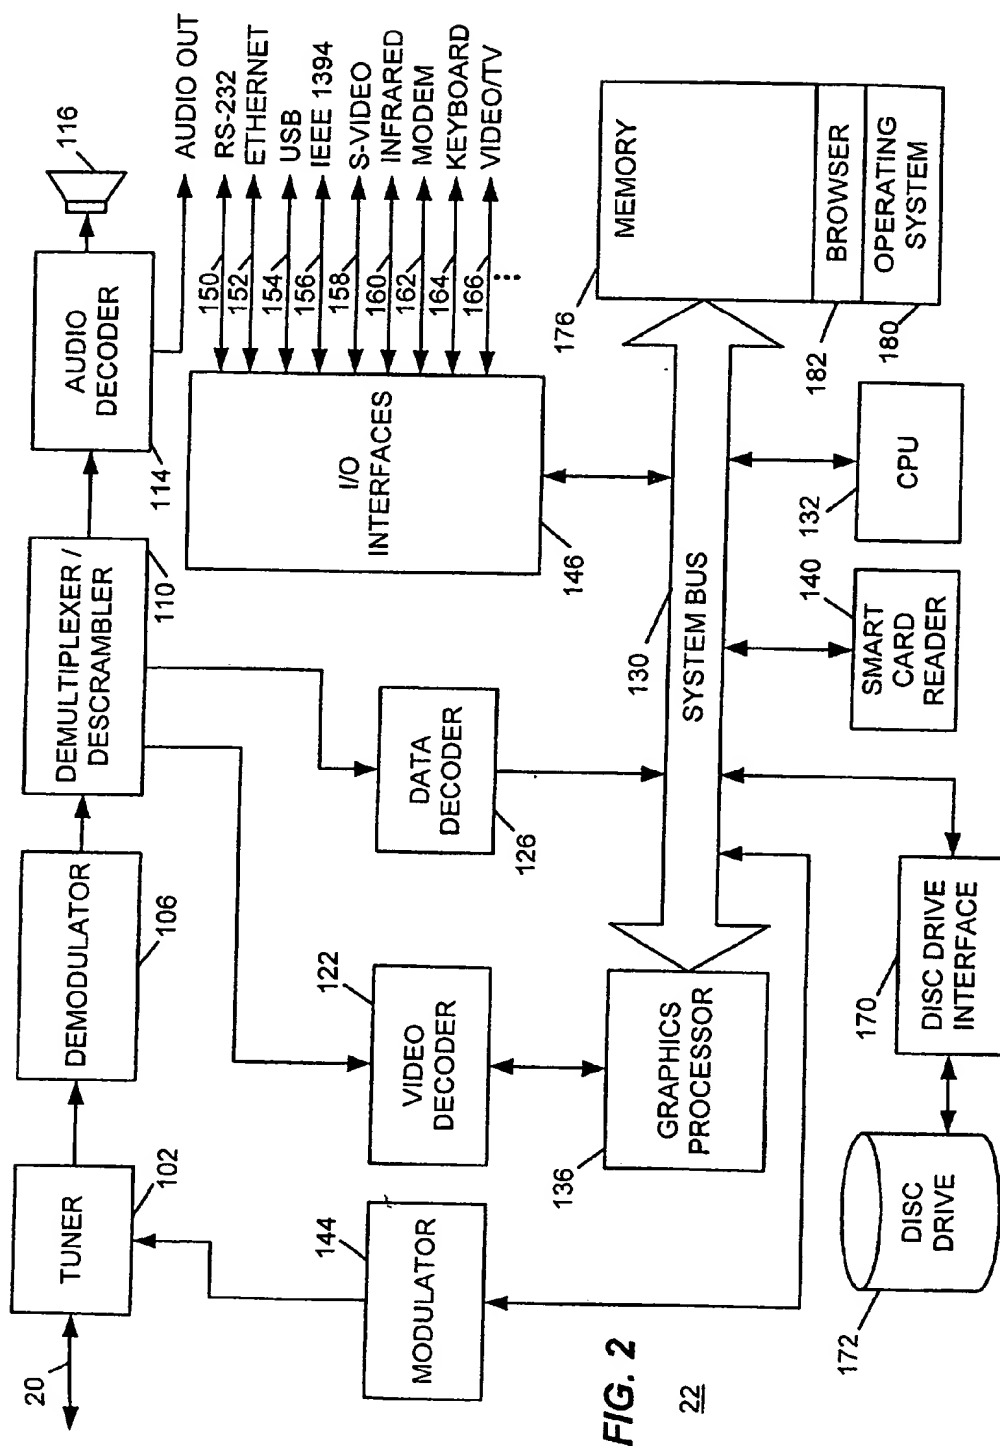 20
TUNER
102
DEMODULATOR
106
DEMULTIPLEXER /
DESCRAMBLER
110
AUDIO
DECODER
114
116
AUDIO OUT
RS-232
ETHERNET
USB
IEEE 1394
S-VIDEO
INFRARED
MODEM
KEYBOARD
VIDEO/TV
150
152
154
156
158
160
162
164
166
I/O
INTERFACES
146
MODULATOR
144
VIDEO
DECODER
122
DATA
DECODER
126
GRAPHICS
PROCESSOR
136
130
SYSTEM BUS
MEMORY
176
BROWSER
182
OPERATING
SYSTEM
180
DISC
DRIVE
172
DISC DRIVE
INTERFACE
170
SMART
CARD
READER
140
CPU
132
FIG. 2
22